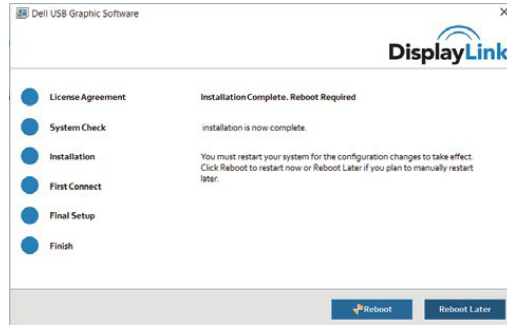 Dell USB Graphic Software
DisplayLink
License Agreement
System Check
Installation
First Connect
Final Setup
Finish
Installation Complete. Reboot Required
installation is now complete.
You must restart your system for the configuration changes to take effect.
Click Reboot to restart now or Reboot Later if you plan to manually restart
later.
Reboot
Reboot Later